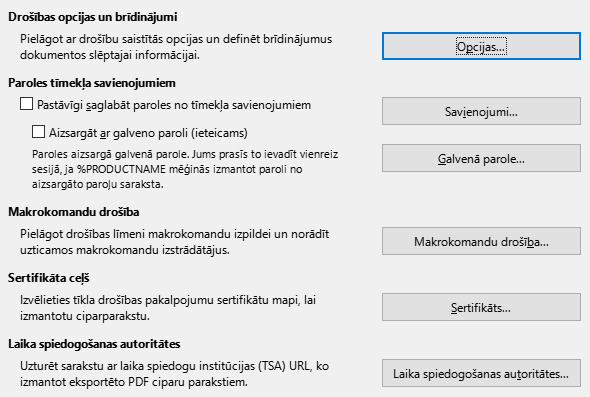 Drošības opcijas un brīdinājumi
Pielāgot ar drošību saistītās opcijas un definēt brīdinājumus
dokumentos slēptajai informācijai.
Opcijas...
Paroles tīmekļa savienojumiem
Pastāvīgi saglabāt paroles no tīmekļa savienojumiem
Savienojumi...
Aizsargāt ar galveno paroli (ieteicams)
Paroles aizsargā galvenā parole. Jums prasīs to ievadīt vienreiz
sesijā, ja %PRODUCTNAME mēģinās izmantot paroli no
aizsargāto paroļu saraksta.
Galvenā parole...
Makrokomandu drošība
Pielāgot drošības līmeni makrokomandu izpildei un norādīt
uzticamos makrokomandu izstrādātājus.
Makrokomandu drošība...
Sertifikāta ceļš
Izvēlieties tīkla drošības pakalpojumu sertifikātu mapi, lai
izmantotu ciparparakstu.
Sertifikāts...
Laika spiedogošanas autoritātes
Uzturēt sarakstu ar laika spiedogu institūcijas (TSA) URL, ko
izmantot eksportēto PDF ciparu parakstiem.
Laika spiedogošanas autoritātes...